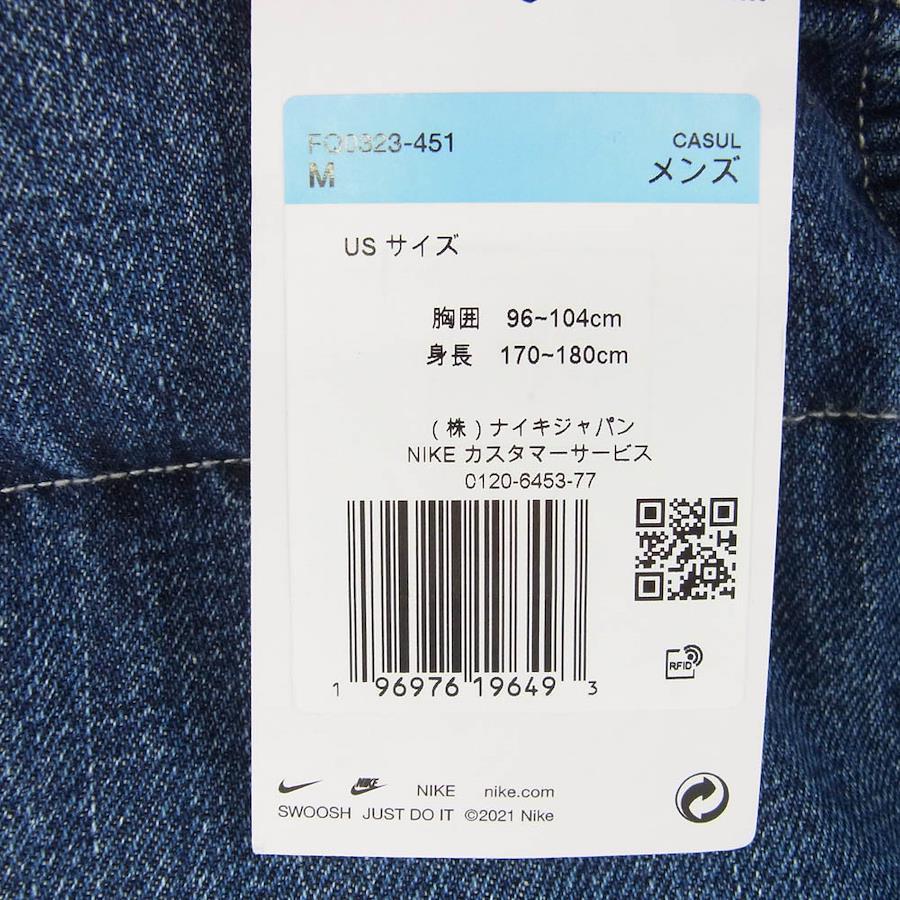 FQ0323-451
CASUL
M
メンズ
US サイズ
胸囲 96~104cm
身長 170~180cm
(株)ナイキジャパン
NIKE カスタマーサービス
0120-6453-77
1 96976 19649 3
RFID
NIKE NIKE nike.com
SWOOSH JUST DO IT ©2021 Nike